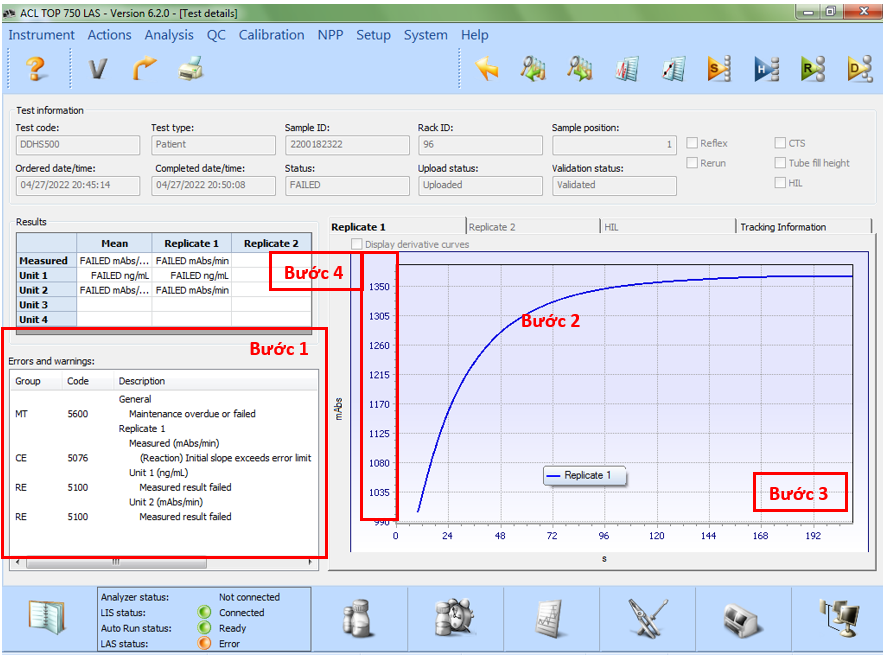 ACL TOP 750 LAS - Version 6.2.0 - [Test details]
Instrument Actions Analysis QC Calibration NPP Setup System Help
S H R D
Test information
Test code: Test type: Sample ID: Rack ID: Sample position:
DDHS500 Patient 2200182322 96 1 Reflex CTS
Rerun Tube fill height
Ordered date/time: Completed date/time: Status: Upload status: Validation status:
04/27/2022 20:45:14 04/27/2022 20:50:08 FAILED Uploaded Validated HIL
Results
Mean Replicate 1 Replicate 2
Measured FAILED mAbs/... FAILED mAbs/min
Unit 1 FAILED ng/mL FAILED ng/mL
Unit 2 FAILED mAbs/... FAILED mAbs/min
Unit 3
Unit 4
Bước 1
Errors and warnings:
Group Code Description
General
MT 5600 Maintenance overdue or failed
Replicate 1
Measured (mAbs/min)
CE 5076 (Reaction) Initial slope exceeds error limit
Unit 1 (ng/mL)
RE 5100 Measured result failed
Unit 2 (mAbs/min)
RE 5100 Measured result failed
Replicate 1 Replicate 2 HIL Tracking Information
Display derivative curves
Bước 4
Bước 2
Bước 3
mAbs
1350
1305
1260
1215
1170
1125
1080
1035
990
Replicate 1
0 24 48 72 96 120 144 168 192
s
Analyzer status: Not connected
LIS status: Connected
Auto Run status: Ready
LAS status: Error